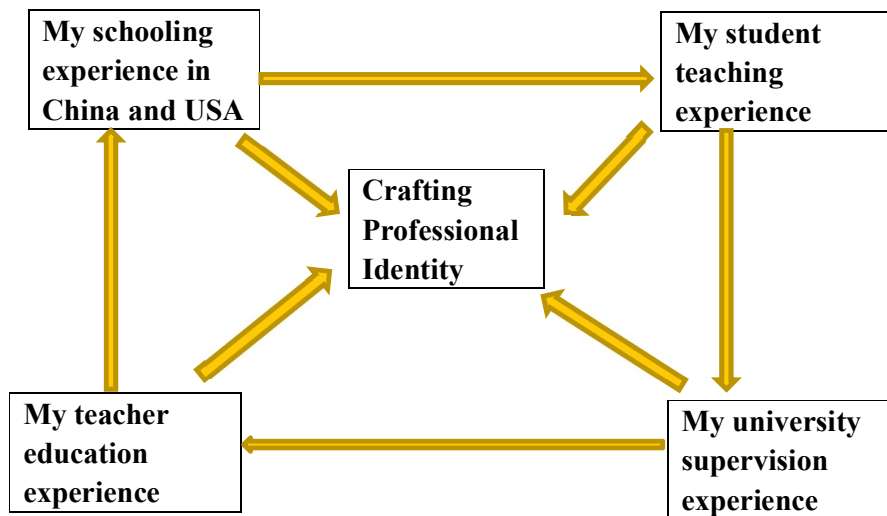 My schooling
experience in
China and USA
My student
teaching
experience
Crafting
Professional
Identity
My teacher
education
experience
My university
supervision
experience